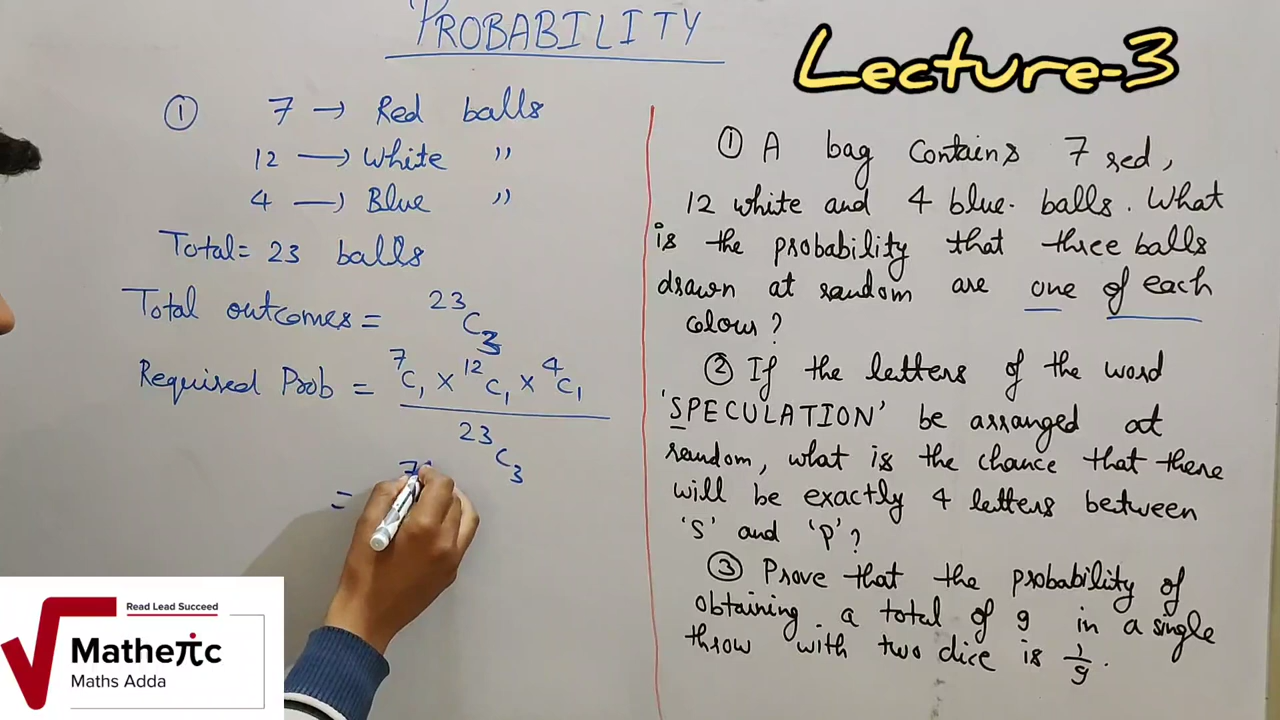 PROBABILITY
Lecture-3
① 7 → Red balls
12 → White "
4 → Blue "
Total = 23 balls
Total outcomes = ²³C₃
Required Prob = ⁷C₁ × ¹²C₁ × ⁴C₁
²³C₃
= 7
① A bag contains 7 red,
12 white and 4 blue balls. What
is the probability that three balls
drawn at random are one of each
colour?
② If the letters of the word
'SPECULATION' be arranged at
random, what is the chance that there
will be exactly 4 letters between
'S' and 'P'?
③ Prove that the probability of
obtaining a total of 9 in a single
throw with two dice is 1/9.
Read Lead Succeed
Matheπc
Maths Adda